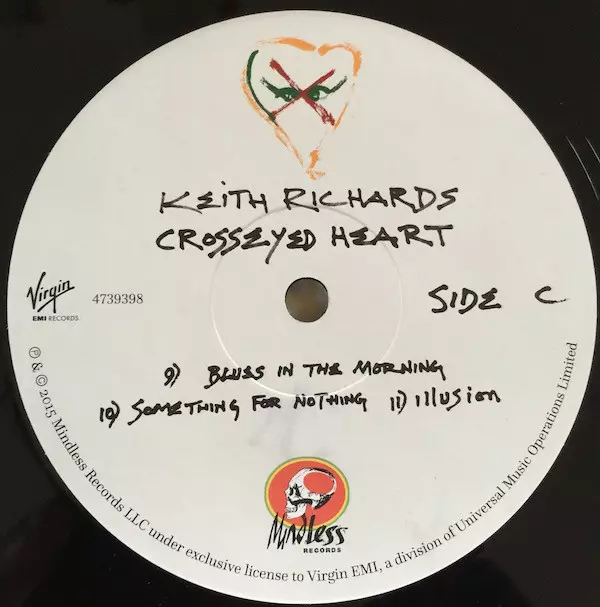 KEITH RICHARDS
CROSSEYED HEART
Virgin
EMI RECORDS
4739398
SIDE C
9) BLUES IN THE MORNING
10) SOMETHING FOR NOTHING 11) illusion
Mindless
RECORDS
℗ & © 2015 Mindless Records LLC under exclusive license to Virgin EMI, a division of Universal Music Operations Limited